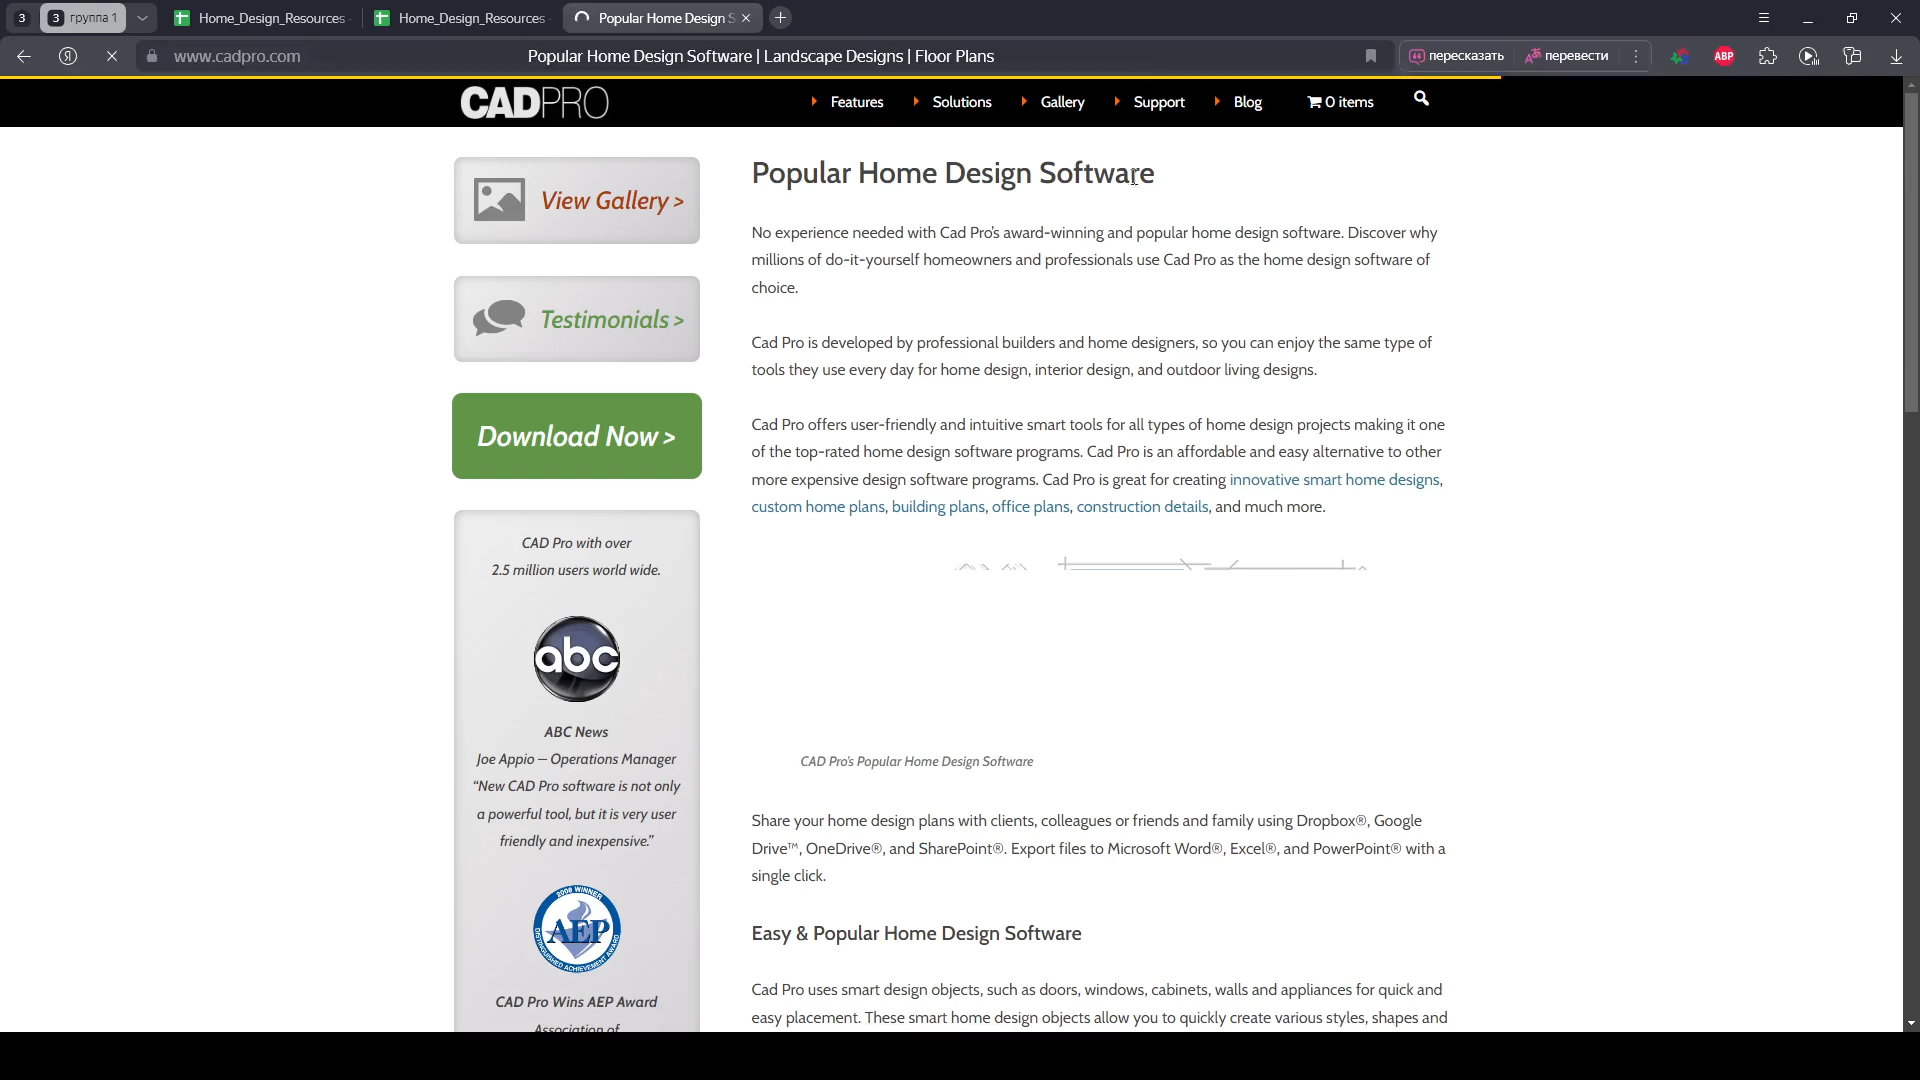 3
3 группа 1
Home_Design_Resources
Home_Design_Resources
Popular Home Design S
www.cadpro.com
Popular Home Design Software | Landscape Designs | Floor Plans
пересказать
перевести
ABP
CADPRO
Features
Solutions
Gallery
Support
Blog
0 items
View Gallery >
Testimonials >
Download Now >
CAD Pro with over
2.5 million users world wide.
abc
ABC News
Joe Appio – Operations Manager
“New CAD Pro software is not only
a powerful tool, but it is very user
friendly and inexpensive.”
2008 WINNER
AEP
DISTINGUISHED ACHIEVEMENT AWARD
CAD Pro Wins AEP Award
Association of
Popular Home Design Software
No experience needed with Cad Pro’s award-winning and popular home design software. Discover why
millions of do-it-yourself homeowners and professionals use Cad Pro as the home design software of
choice.
Cad Pro is developed by professional builders and home designers, so you can enjoy the same type of
tools they use every day for home design, interior design, and outdoor living designs.
Cad Pro offers user-friendly and intuitive smart tools for all types of home design projects making it one
of the top-rated home design software programs. Cad Pro is an affordable and easy alternative to other
more expensive design software programs. Cad Pro is great for creating innovative smart home designs,
custom home plans, building plans, office plans, construction details, and much more.
CAD Pro’s Popular Home Design Software
Share your home design plans with clients, colleagues or friends and family using Dropbox®, Google
Drive™, OneDrive®, and SharePoint®. Export files to Microsoft Word®, Excel®, and PowerPoint® with a
single click.
Easy & Popular Home Design Software
Cad Pro uses smart design objects, such as doors, windows, cabinets, walls and appliances for quick and
easy placement. These smart home design objects allow you to quickly create various styles, shapes and